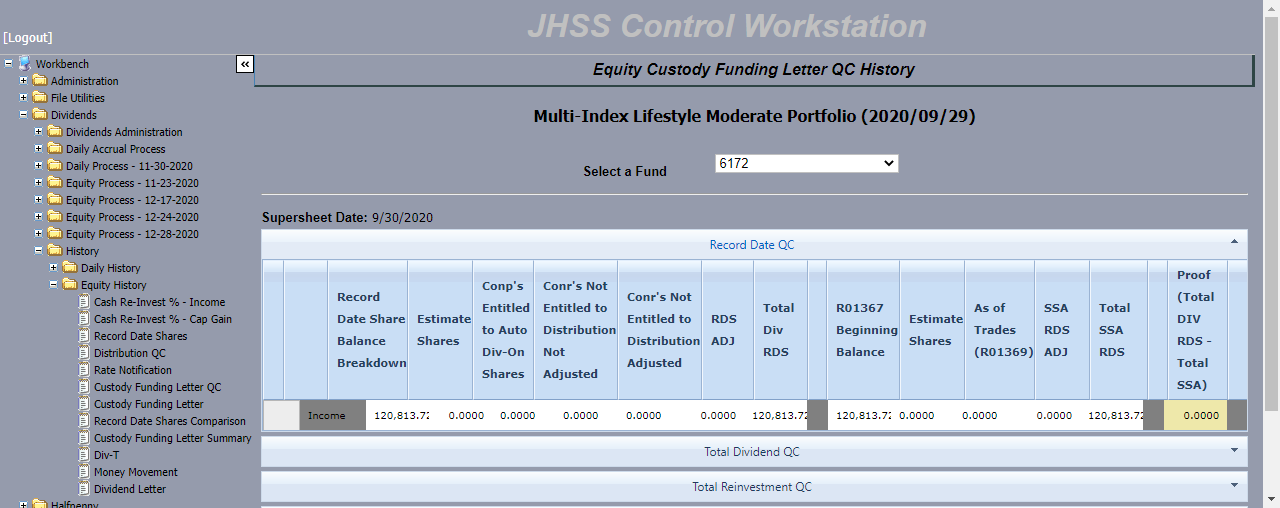 JHSS Control Workstation
[Logout]
Workbench
Administration
File Utilities
Dividends
Dividends Administration
Daily Accrual Process
Daily Process - 11-30-2020
Equity Process - 11-23-2020
Equity Process - 12-17-2020
Equity Process - 12-24-2020
Equity Process - 12-28-2020
History
Daily History
Equity History
Cash Re-Invest % - Income
Cash Re-Invest % - Cap Gain
Record Date Shares
Distribution QC
Rate Notification
Custody Funding Letter QC
Custody Funding Letter
Record Date Shares Comparison
Custody Funding Letter Summary
Div-T
Money Movement
Dividend Letter
Halfpenny
«
Equity Custody Funding Letter QC History
Multi-Index Lifestyle Moderate Portfolio (2020/09/29)
Select a Fund 6172
Supersheet Date: 9/30/2020
Record Date QC
Record
Date Share
Balance
Breakdown
Estimate
Shares
Conp's
Entitled
to Auto
Div-On
Shares
Conr's Not
Entitled to
Distribution
Not
Adjusted
Conr's Not
Entitled to
Distribution
Adjusted
RDS
ADJ
Total
Div
RDS
R01367
Beginning
Balance
Estimate
Shares
As of
Trades
(R01369)
SSA
RDS
ADJ
Total
SSA
RDS
Proof
(Total
DIV
RDS -
Total
SSA)
Income 120,813.72 0.0000 0.0000 0.0000 0.0000 0.0000 120,813.72 120,813.72 0.0000 0.0000 0.0000 120,813.72 0.0000
Total Dividend QC
Total Reinvestment QC